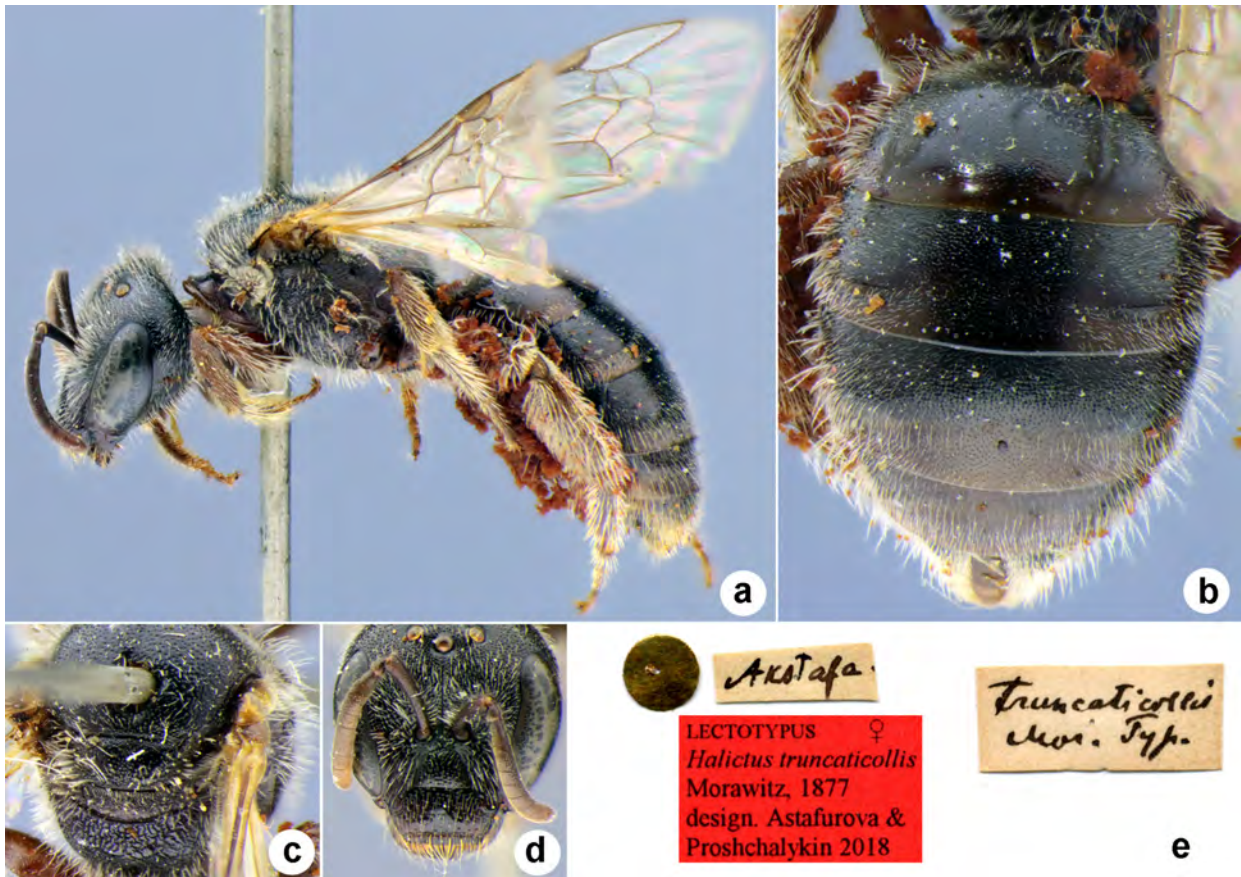 a
b
c
d
Akstafa.
LECTOTYPUS ♀
Halictus truncaticollis
Morawitz, 1877
design. Astafurova &
Proshchalykin 2018
truncaticollis
Mor. Typ.
e